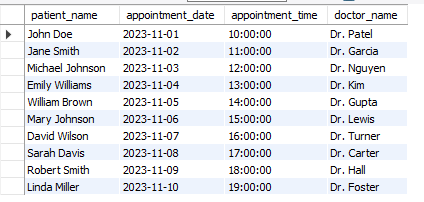 patient_name appointment_date appointment_time doctor_name
John Doe 2023-11-01 10:00:00 Dr. Patel
Jane Smith 2023-11-02 11:00:00 Dr. Garcia
Michael Johnson 2023-11-03 12:00:00 Dr. Nguyen
Emily Williams 2023-11-04 13:00:00 Dr. Kim
William Brown 2023-11-05 14:00:00 Dr. Gupta
Mary Johnson 2023-11-06 15:00:00 Dr. Lewis
David Wilson 2023-11-07 16:00:00 Dr. Turner
Sarah Davis 2023-11-08 17:00:00 Dr. Carter
Robert Smith 2023-11-09 18:00:00 Dr. Hall
Linda Miller 2023-11-10 19:00:00 Dr. Foster